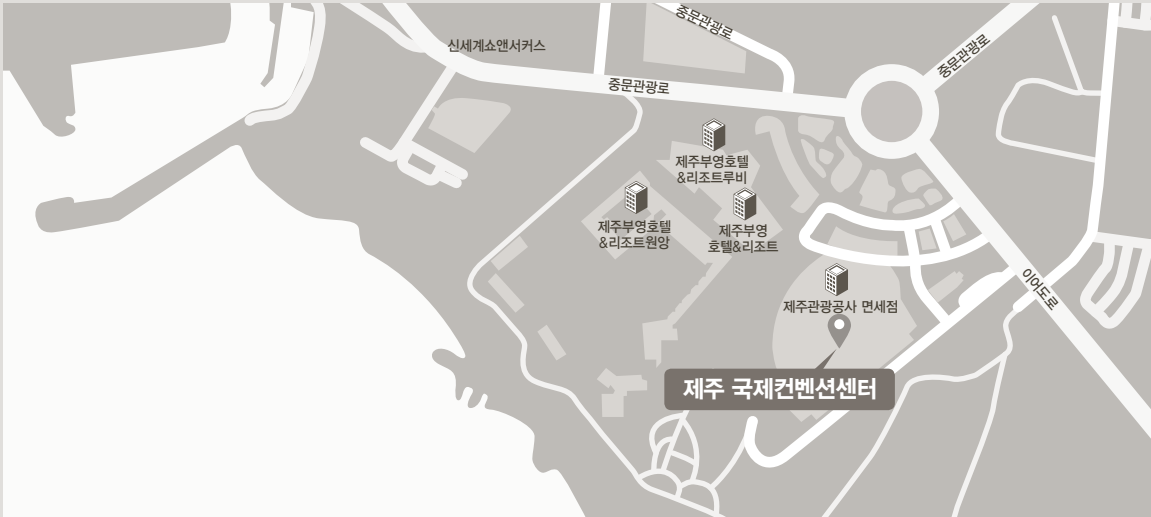 중문관광로
신세계쇼앤서커스
중문관광로
중문관광로
제주부영호텔
&리조트루비
제주부영호텔
&리조트원앙
제주부영
호텔&리조트
이어도로
제주관광공사 면세점
제주 국제컨벤션센터